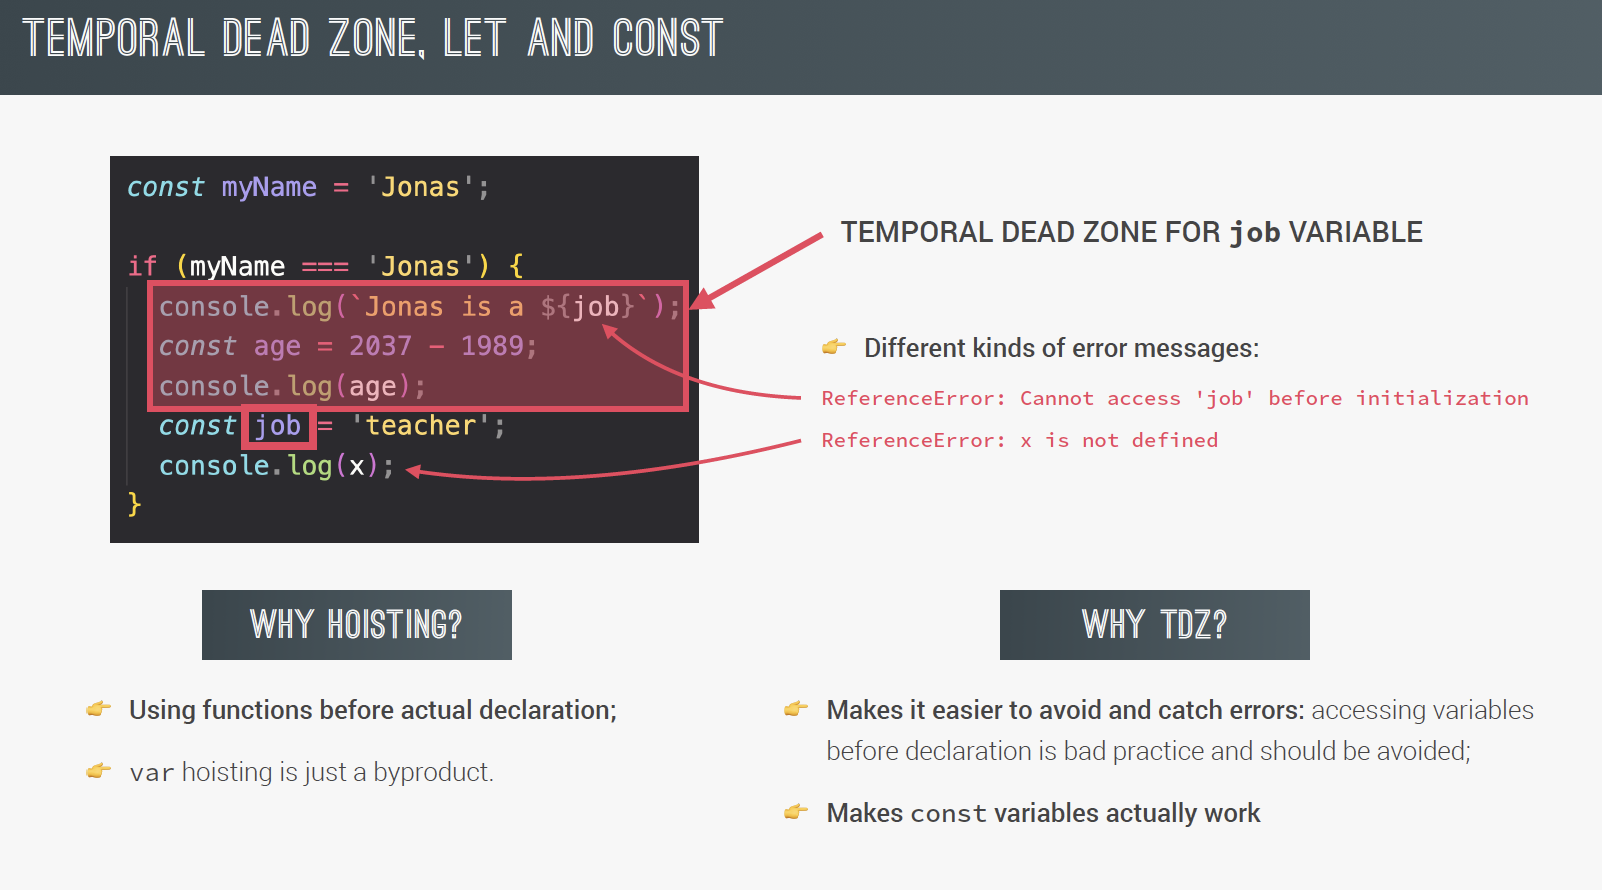 TEMPORAL DEAD ZONE, LET AND CONST
const myName = 'Jonas';
if (myName === 'Jonas') {
console.log(`Jonas is a ${job}`);
const age = 2037 - 1989;
console.log(age);
const job = 'teacher';
console.log(x);
}
TEMPORAL DEAD ZONE FOR job VARIABLE
👉 Different kinds of error messages:
ReferenceError: Cannot access 'job' before initialization
ReferenceError: x is not defined
WHY HOISTING?
👉 Using functions before actual declaration;
👉 var hoisting is just a byproduct.
WHY TDZ?
👉 Makes it easier to avoid and catch errors: accessing variables
before declaration is bad practice and should be avoided;
👉 Makes const variables actually work